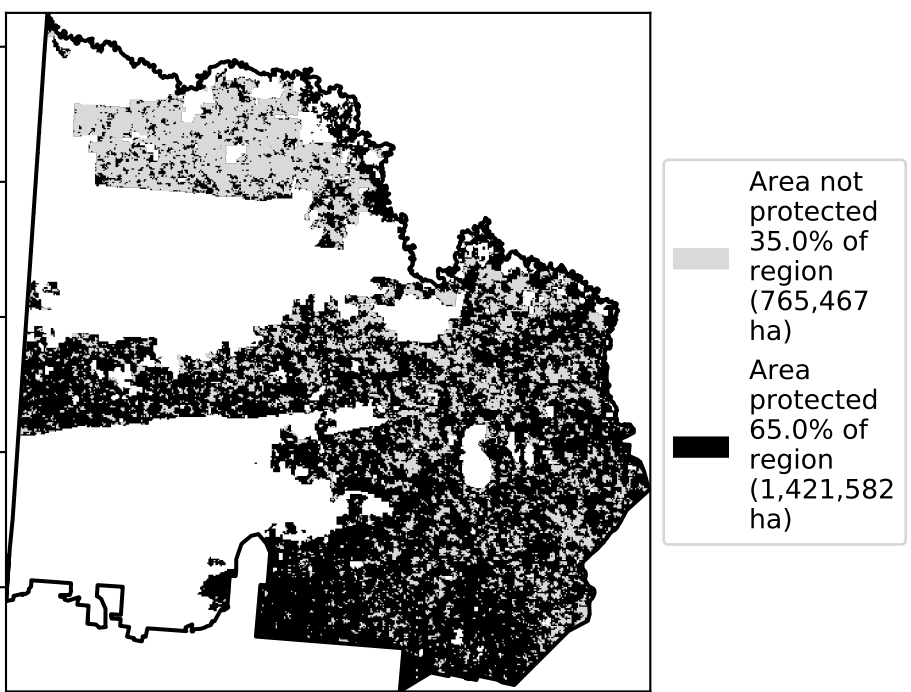 Area not
protected
35.0% of
region
(765,467
ha)
Area
protected
65.0% of
region
(1,421,582
ha)